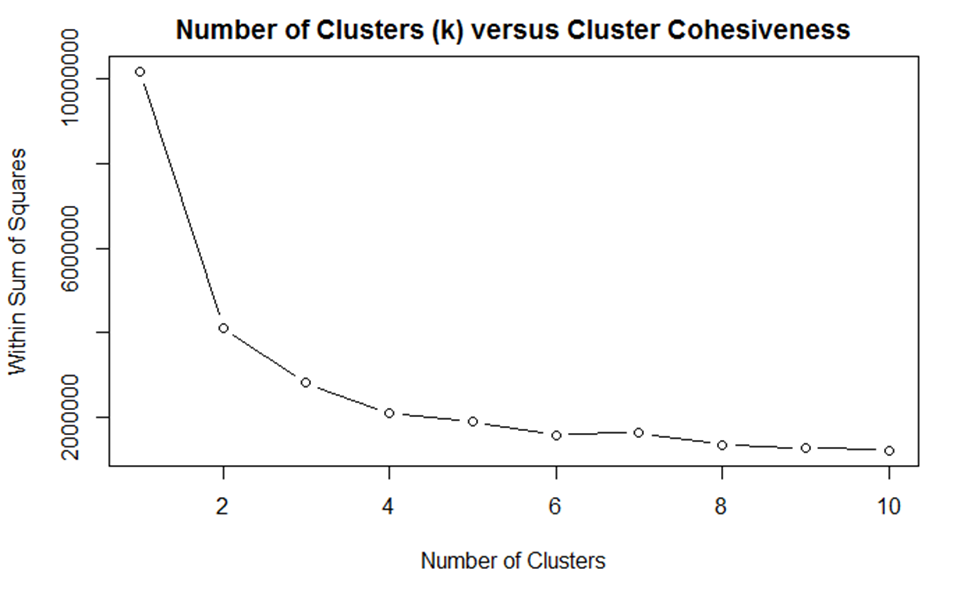 Number of Clusters (k) versus Cluster Cohesiveness
Within Sum of Squares
10000000
6000000
2000000
2 4 6 8 10
Number of Clusters